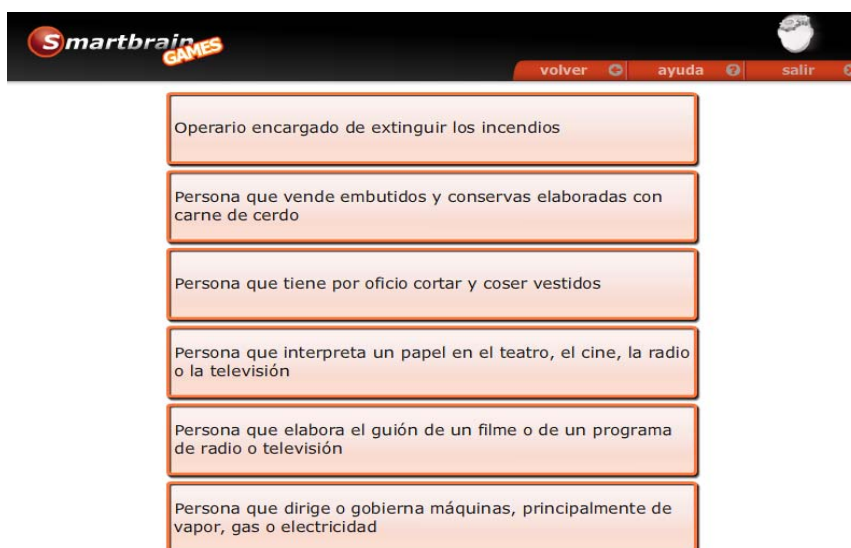 Smartbrain
GAMES
volver ayuda salir
Operario encargado de extinguir los incendios
Persona que vende embutidos y conservas elaboradas con
carne de cerdo
Persona que tiene por oficio cortar y coser vestidos
Persona que interpreta un papel en el teatro, el cine, la radio
o la televisión
Persona que elabora el guión de un filme o de un programa
de radio o televisión
Persona que dirige o gobierna máquinas, principalmente de
vapor, gas o electricidad